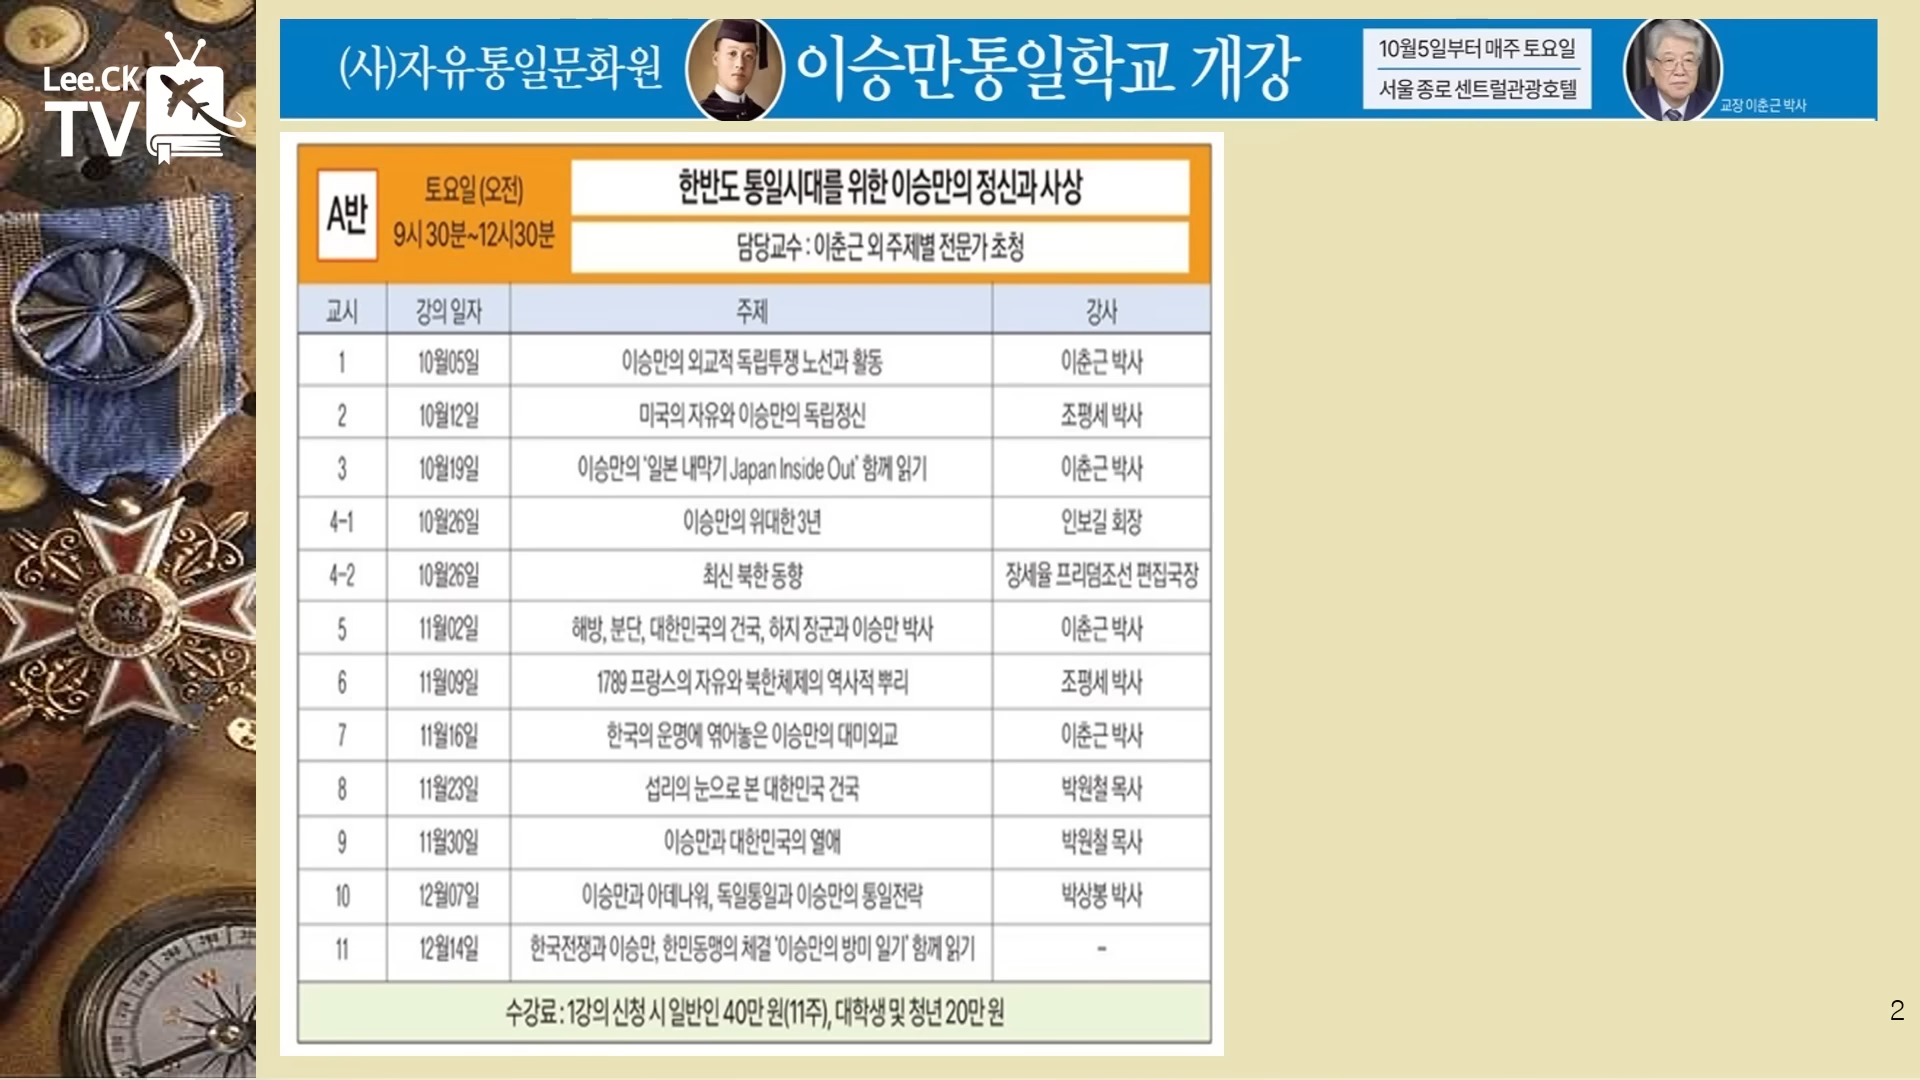 Lee.CK
TV
(사)자유통일문화원 이승만통일학교 개강
10월5일부터 매주 토요일
서울 종로 센트럴관광호텔
교장 이춘근 박사
A반
토요일 (오전)
9시 30분~12시30분
한반도 통일시대를 위한 이승만의 정신과 사상
담당교수 : 이춘근 외 주제별 전문가 초청
교시 강의 일자 주제 강사
1 10월05일 이승만의 외교적 독립투쟁 노선과 활동 이춘근 박사
2 10월12일 미국의 자유와 이승만의 독립정신 조평세 박사
3 10월19일 이승만의 '일본 내막기 Japan Inside Out' 함께 읽기 이춘근 박사
4-1 10월26일 이승만의 위대한 3년 인보길 회장
4-2 10월26일 최신 북한 동향 장세율 프리덤조선 편집국장
5 11월02일 해방, 분단, 대한민국의 건국, 하지 장군과 이승만 박사 이춘근 박사
6 11월09일 1789 프랑스의 자유와 북한체제의 역사적 뿌리 조평세 박사
7 11월16일 한국의 운명에 엮어놓은 이승만의 대미외교 이춘근 박사
8 11월23일 섭리의 눈으로 본 대한민국 건국 박원철 목사
9 11월30일 이승만과 대한민국의 열애 박원철 목사
10 12월07일 이승만과 아데나워, 독일통일과 이승만의 통일전략 박상봉 박사
11 12월14일 한국전쟁과 이승만, 한민동맹의 체결 '이승만의 방미 일기' 함께 읽기 -
수강료 : 1강의 신청 시 일반인 40만 원(11주), 대학생 및 청년 20만 원
2